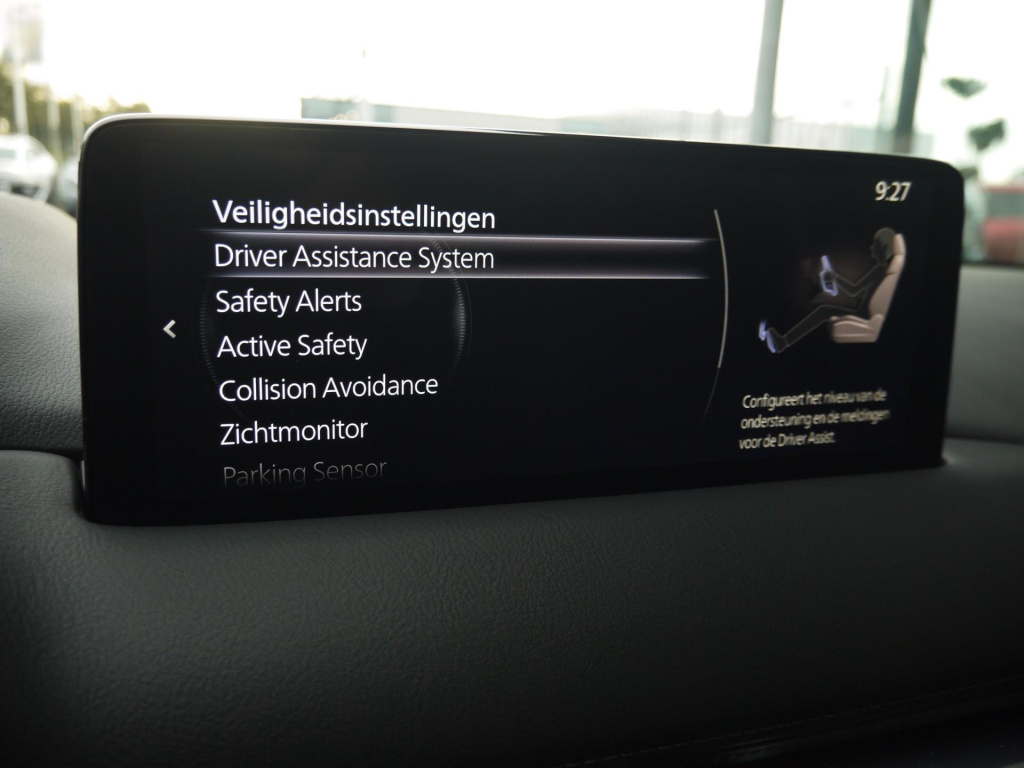 9:27
Veiligheidsinstellingen
Driver Assistance System
Safety Alerts
Active Safety
Collision Avoidance
Zichtmonitor
Parking Sensor
Configureert het niveau van de
ondersteuning en de meldingen
voor de Driver Assist.